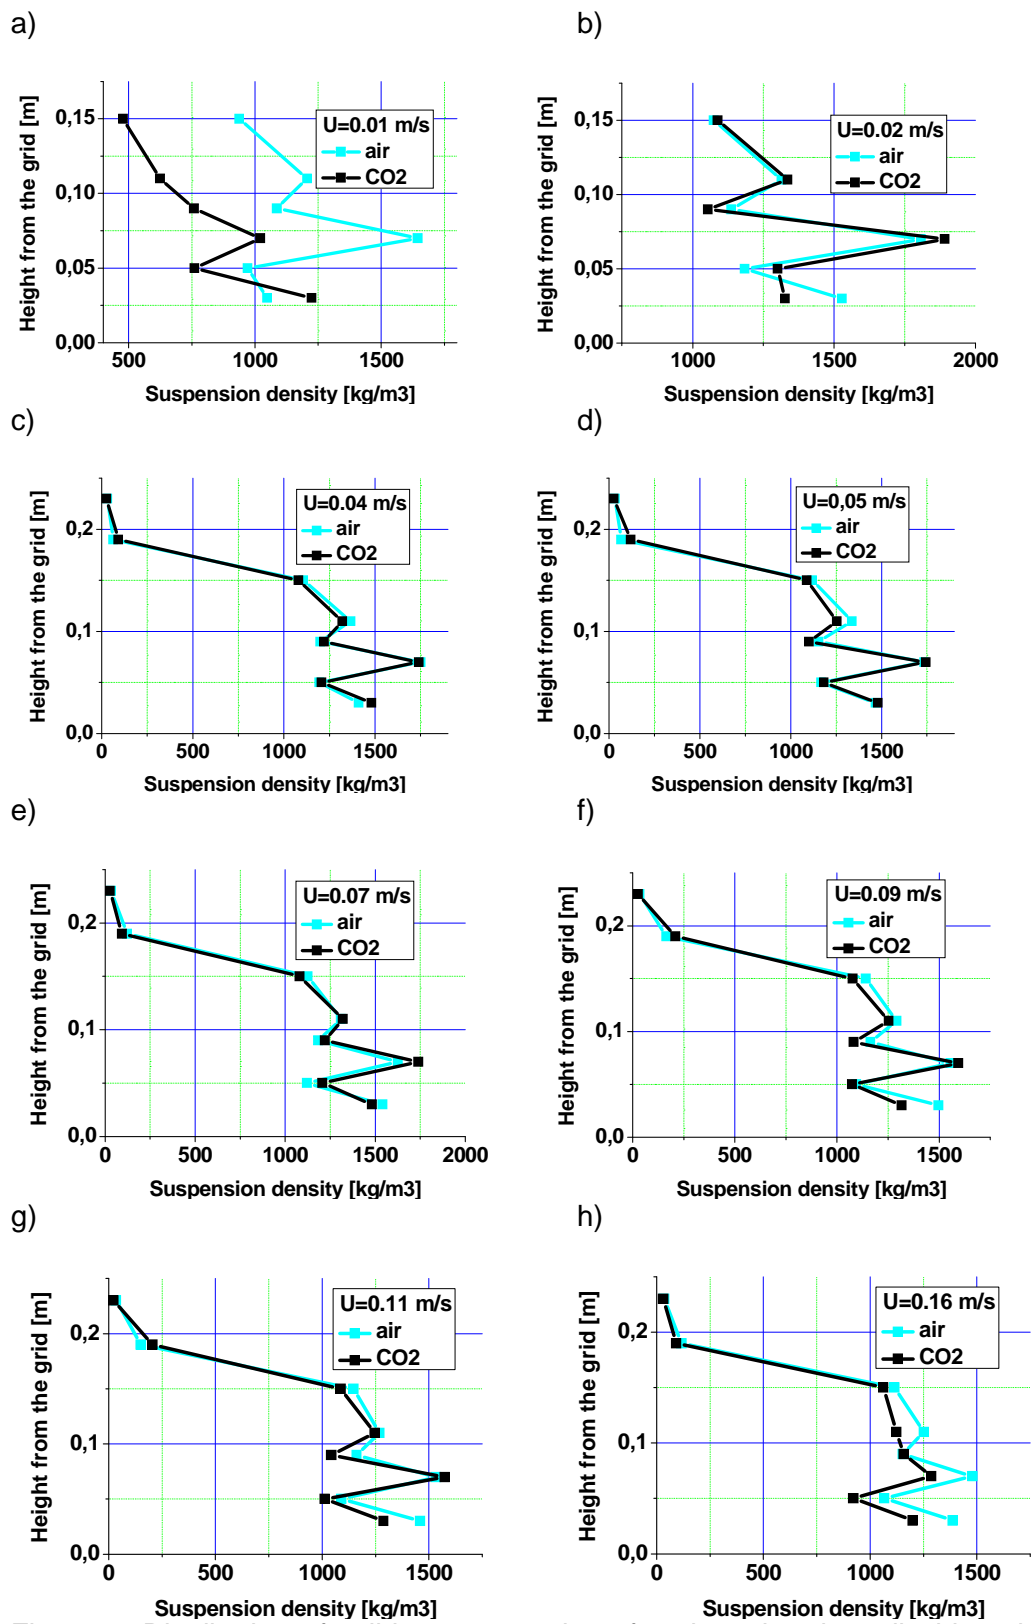 a)
Height from the grid [m]
0,15
0,10
0,05
0,00
U=0.01 m/s
air
CO2
500 1000 1500
Suspension density [kg/m3]
b)
Height from the grid [m]
0,15
0,10
0,05
0,00
U=0.02 m/s
air
CO2
1000 1500 2000
Suspension density [kg/m3]
c)
Height from the grid [m]
0,2
0,1
0,0
U=0.04 m/s
air
CO2
0 500 1000 1500
Suspension density [kg/m3]
d)
Height from the grid [m]
0,2
0,1
0,0
U=0,05 m/s
air
CO2
0 500 1000 1500
Suspension density [kg/m3]
e)
Height from the grid [m]
0,2
0,1
0,0
U=0.07 m/s
air
CO2
0 500 1000 1500 2000
Suspension density [kg/m3]
f)
Height from the grid [m]
0,2
0,1
0,0
U=0.09 m/s
air
CO2
0 500 1000 1500
Suspension density [kg/m3]
g)
Height from the grid [m]
0,2
0,1
0,0
U=0.11 m/s
air
CO2
0 500 1000 1500
Suspension density [kg/m3]
h)
Height from the grid [m]
0,2
0,1
0,0
U=0.16 m/s
air
CO2
0 500 1000 1500
Suspension density [kg/m3]